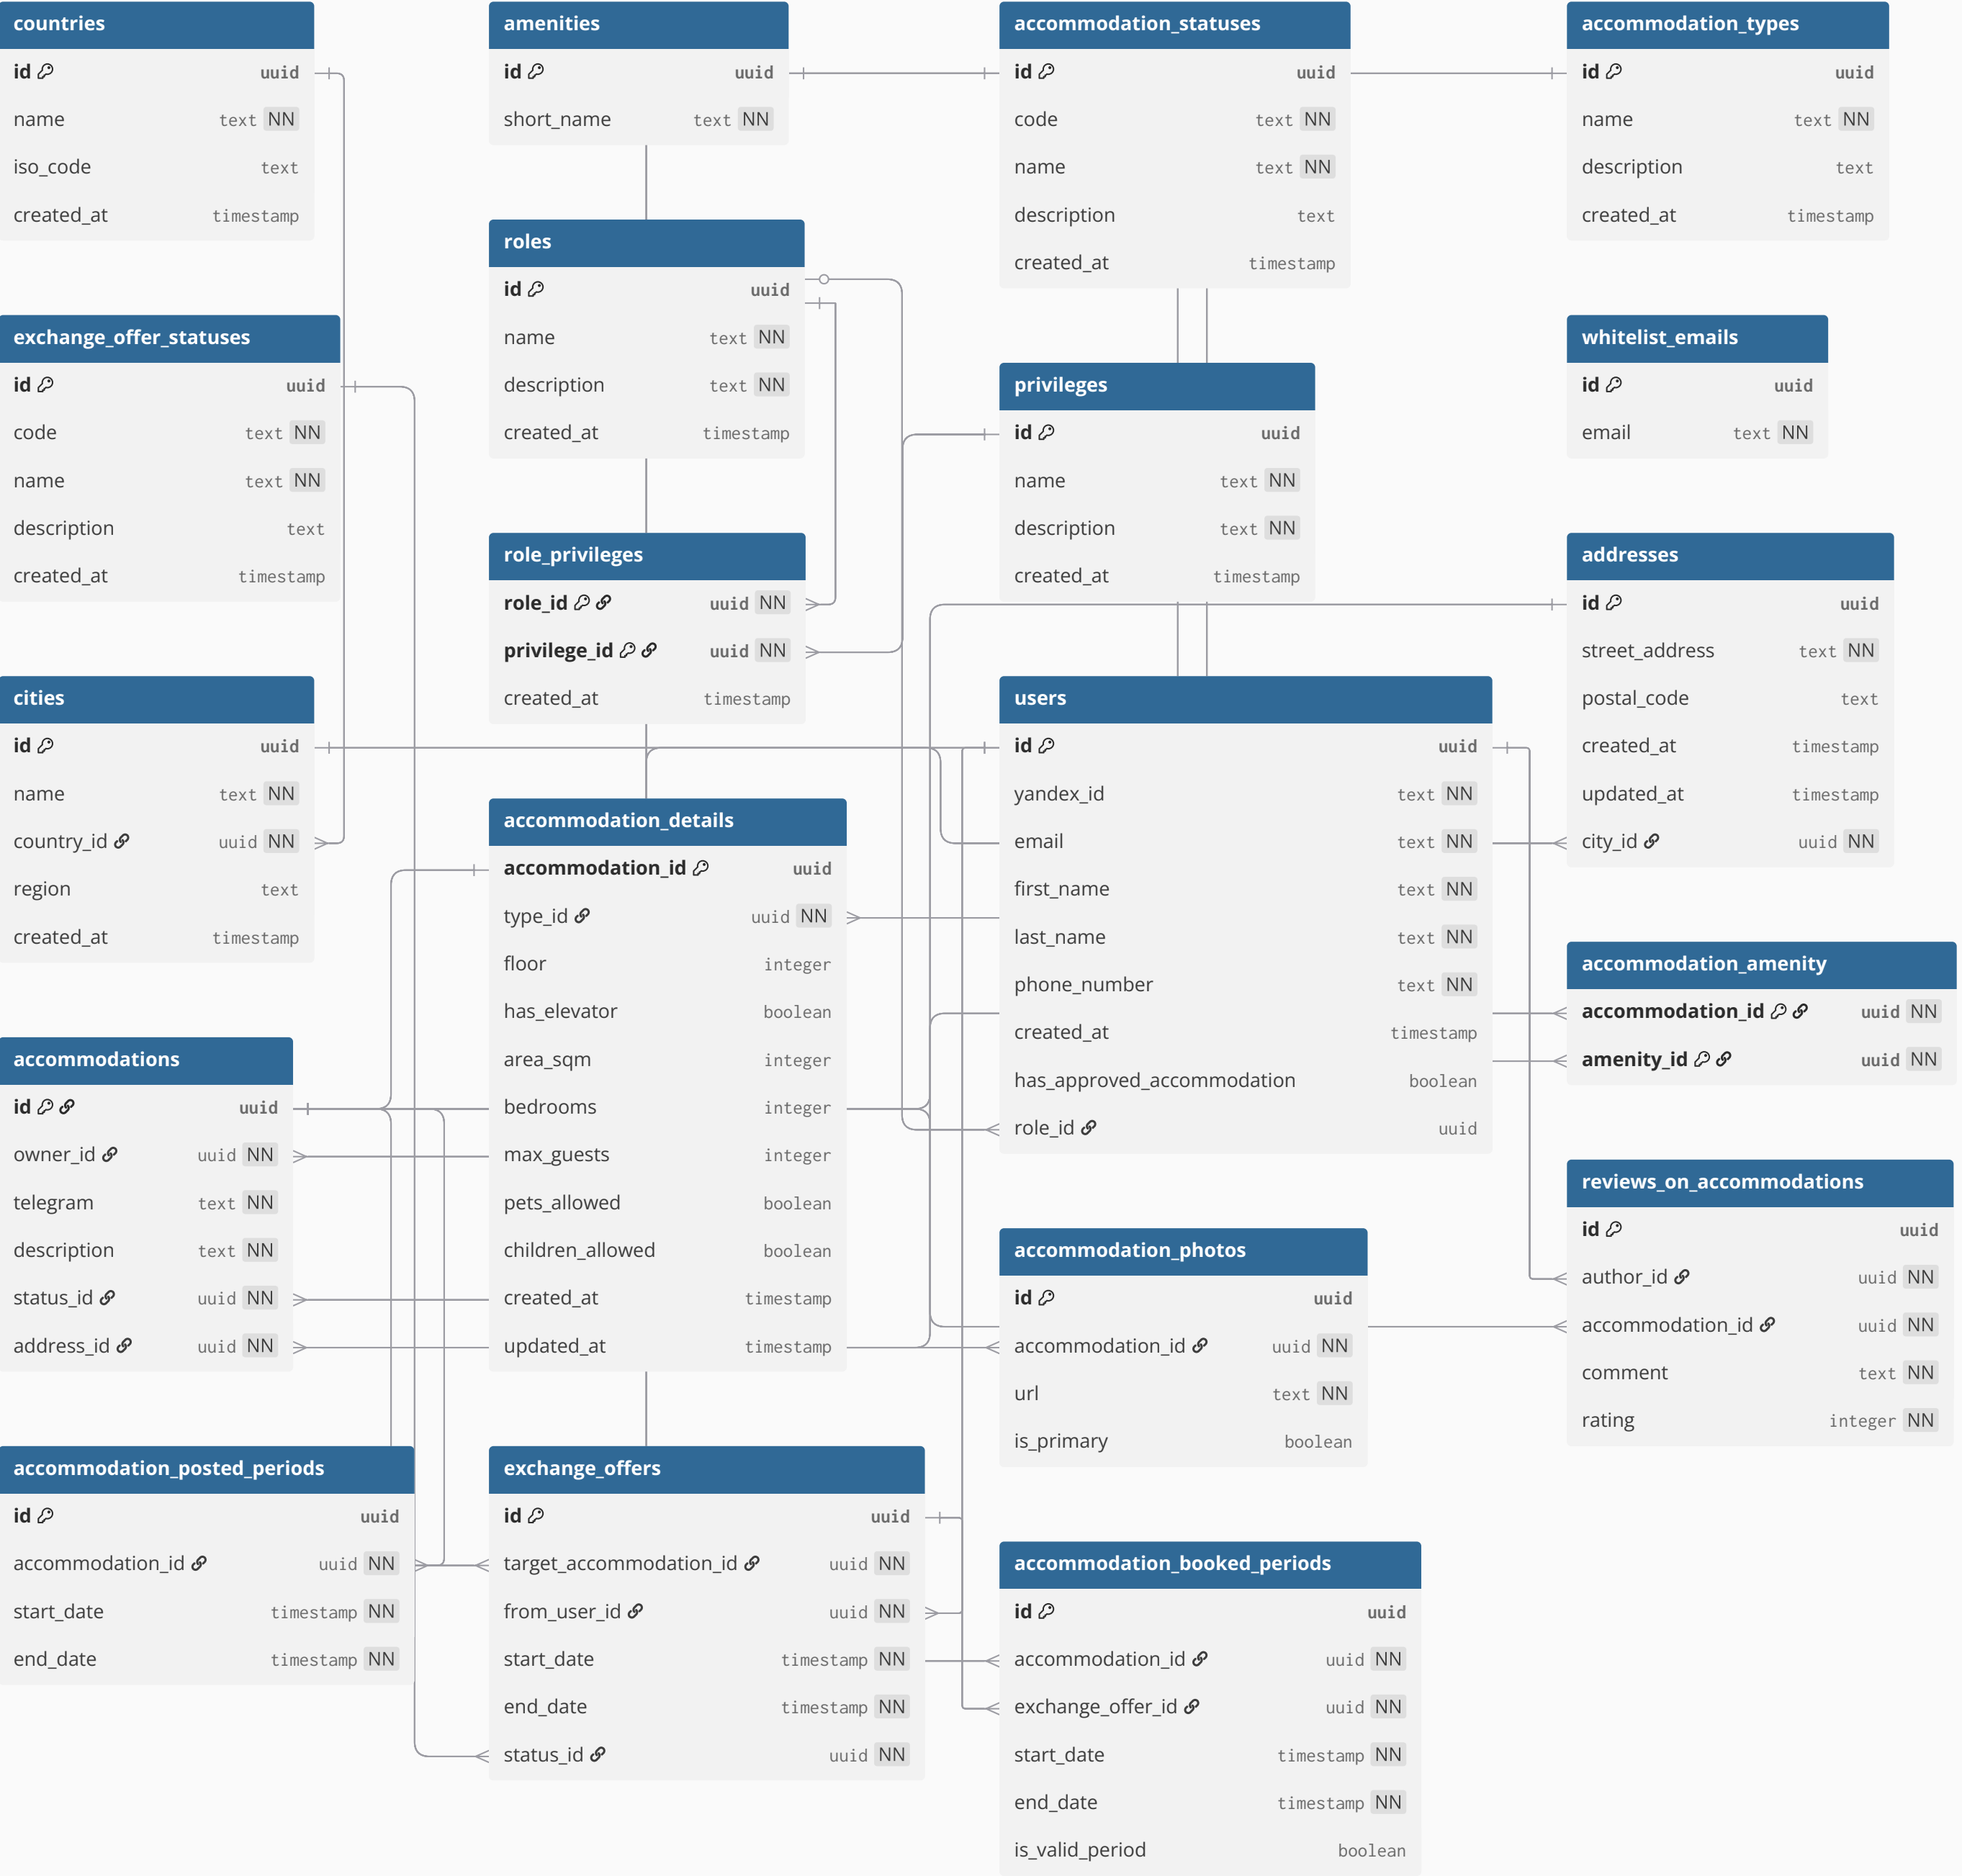 countries
id uuid
name text NN
iso_code text
created_at timestamp
amenities
id uuid
short_name text NN
accommodation_statuses
id uuid
code text NN
name text NN
description text
created_at timestamp
accommodation_types
id uuid
name text NN
description text
created_at timestamp
roles
id uuid
name text NN
description text NN
created_at timestamp
exchange_offer_statuses
id uuid
code text NN
name text NN
description text
created_at timestamp
privileges
id uuid
name text NN
description text NN
created_at timestamp
whitelist_emails
id uuid
email text NN
role_privileges
role_id uuid NN
privilege_id uuid NN
created_at timestamp
addresses
id uuid
street_address text NN
postal_code text
created_at timestamp
updated_at timestamp
city_id uuid NN
cities
id uuid
name text NN
country_id uuid NN
region text
created_at timestamp
users
id uuid
yandex_id text NN
email text NN
first_name text NN
last_name text NN
phone_number text NN
created_at timestamp
has_approved_accommodation boolean
role_id uuid
accommodation_details
accommodation_id uuid
type_id uuid NN
floor integer
has_elevator boolean
area_sqm integer
bedrooms integer
max_guests integer
pets_allowed boolean
children_allowed boolean
created_at timestamp
updated_at timestamp
accommodation_amenity
accommodation_id uuid NN
amenity_id uuid NN
accommodations
id uuid
owner_id uuid NN
telegram text NN
description text NN
status_id uuid NN
address_id uuid NN
reviews_on_accommodations
id uuid
author_id uuid NN
accommodation_id uuid NN
comment text NN
rating integer NN
accommodation_photos
id uuid
accommodation_id uuid NN
url text NN
is_primary boolean
accommodation_posted_periods
id uuid
accommodation_id uuid NN
start_date timestamp NN
end_date timestamp NN
exchange_offers
id uuid
target_accommodation_id uuid NN
from_user_id uuid NN
start_date timestamp NN
end_date timestamp NN
status_id uuid NN
accommodation_booked_periods
id uuid
accommodation_id uuid NN
exchange_offer_id uuid NN
start_date timestamp NN
end_date timestamp NN
is_valid_period boolean